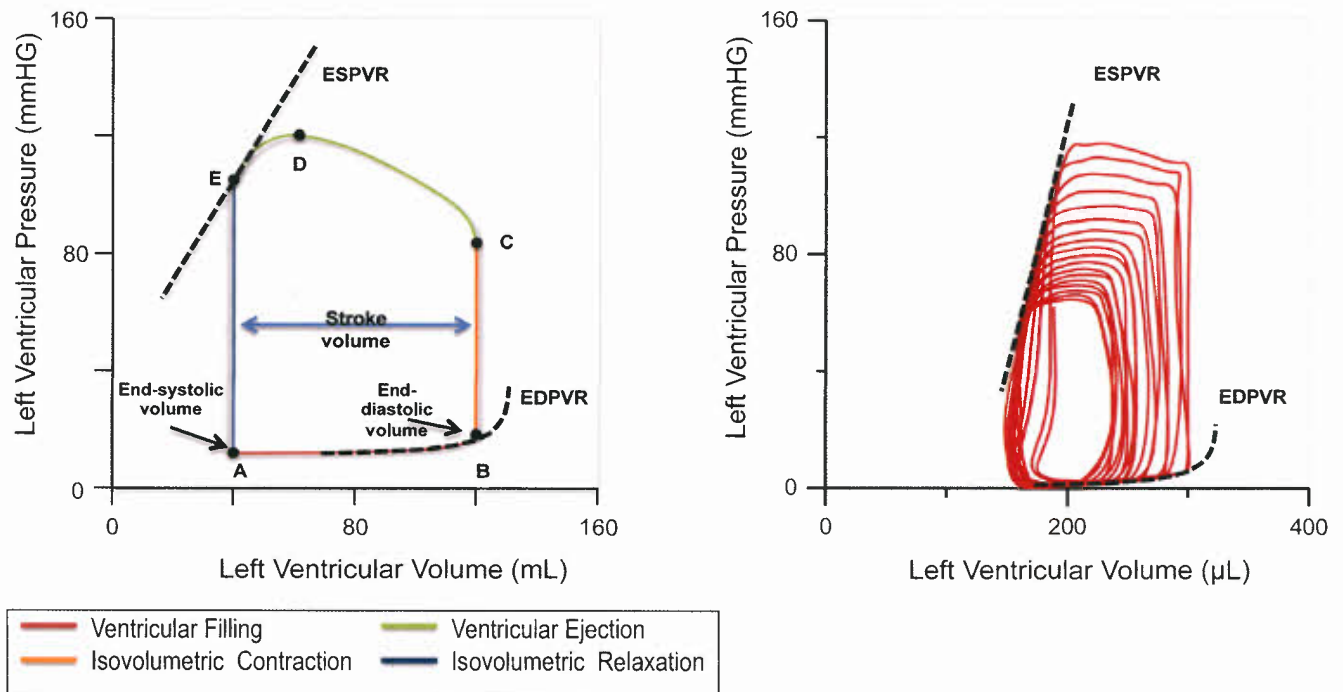 160
80
0
Left Ventricular Pressure (mmHG)
ESPVR
D
E
C
Stroke
volume
End-systolic
volume
End-
diastolic
volume
EDPVR
A
B
0
80
160
Left Ventricular Volume (mL)
160
80
0
Left Ventricular Pressure (mmHG)
ESPVR
EDPVR
0
200
400
Left Ventricular Volume (µL)
Ventricular Filling
Ventricular Ejection
Isovolumetric Contraction
Isovolumetric Relaxation